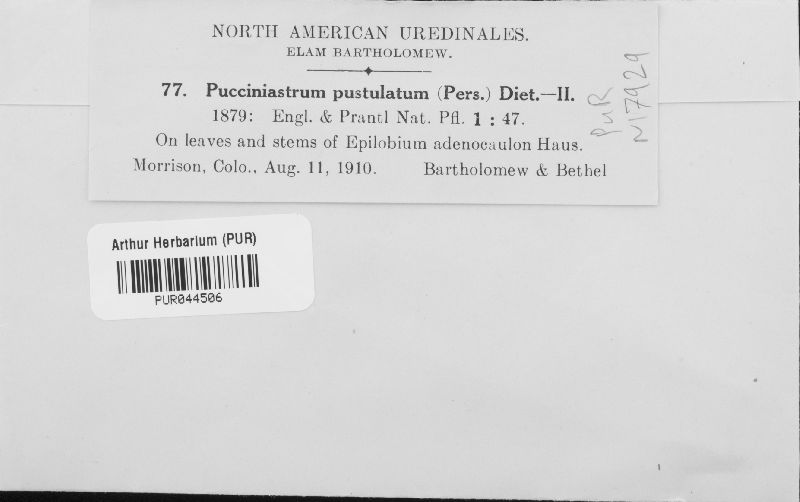 NORTH AMERICAN UREDINALES.
ELAM BARTHOLOMEW.
77. Pucciniastrum pustulatum (Pers.) Diet.—II.
1879: Engl. & Prantl Nat. Pfl. 1 : 47.
On leaves and stems of Epilobium adenocaulon Haus.
Morrison, Colo., Aug. 11, 1910. Bartholomew & Bethel
PUR
N17929
Arthur Herbarium (PUR)
PUR044506